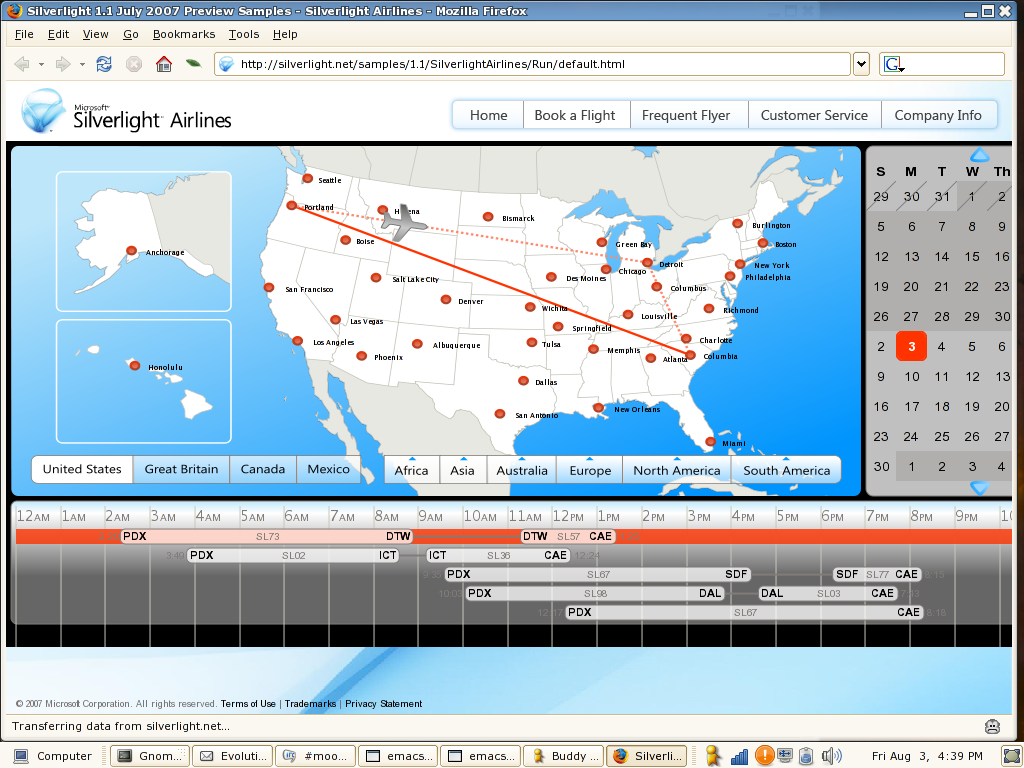 Silverlight 1.1 July 2007 Preview Samples - Silverlight Airlines - Mozilla Firefox
File Edit View Go Bookmarks Tools Help
http://silverlight.net/samples/1.1/SilverlightAirlines/Run/default.html
G
Microsoft®
Silverlight™ Airlines
Home Book a Flight Frequent Flyer Customer Service Company Info
Seattle
Portland
Helena
Bismarck
Boise
Green Bay
Burlington
Boston
Detroit
New York
Philadelphia
Chicago
Des Moines
Columbus
Salt Lake City
San Francisco
Denver
Wichita
Louisville
Richmond
Las Vegas
Springfield
Los Angeles
Albuquerque
Tulsa
Charlotte
Phoenix
Memphis
Atlanta
Columbia
Dallas
San Antonio
New Orleans
Miami
Anchorage
Honolulu
United States Great Britain Canada Mexico Africa Asia Australia Europe North America South America
S M T W Th
29 30 31 1 2
5 6 7 8 9
12 13 14 15 16
19 20 21 22 23
26 27 28 29 30
2 3 4 5 6
9 10 11 12 13
16 17 18 19 20
23 24 25 26 27
30 1 2 3 4
12AM 1AM 2AM 3AM 4AM 5AM 6AM 7AM 8AM 9AM 10AM 11AM 12PM 1PM 2PM 3PM 4PM 5PM 6PM 7PM 8PM 9PM 10
PDX SL73 DTW DTW SL57 CAE
3:49 PDX SL02 ICT ICT SL36 CAE 12:24
PDX SL67 SDF SDF SL77 CAE 8:15
10:03 PDX SL98 DAL DAL SL03 CAE
PDX SL67 CAE 8:18
© 2007 Microsoft Corporation. All rights reserved. Terms of Use | Trademarks | Privacy Statement
Transferring data from silverlight.net...
Computer Gnom... Evoluti... #moo... emacs... emacs... Buddy ... Silverli... Fri Aug 3, 4:39 PM